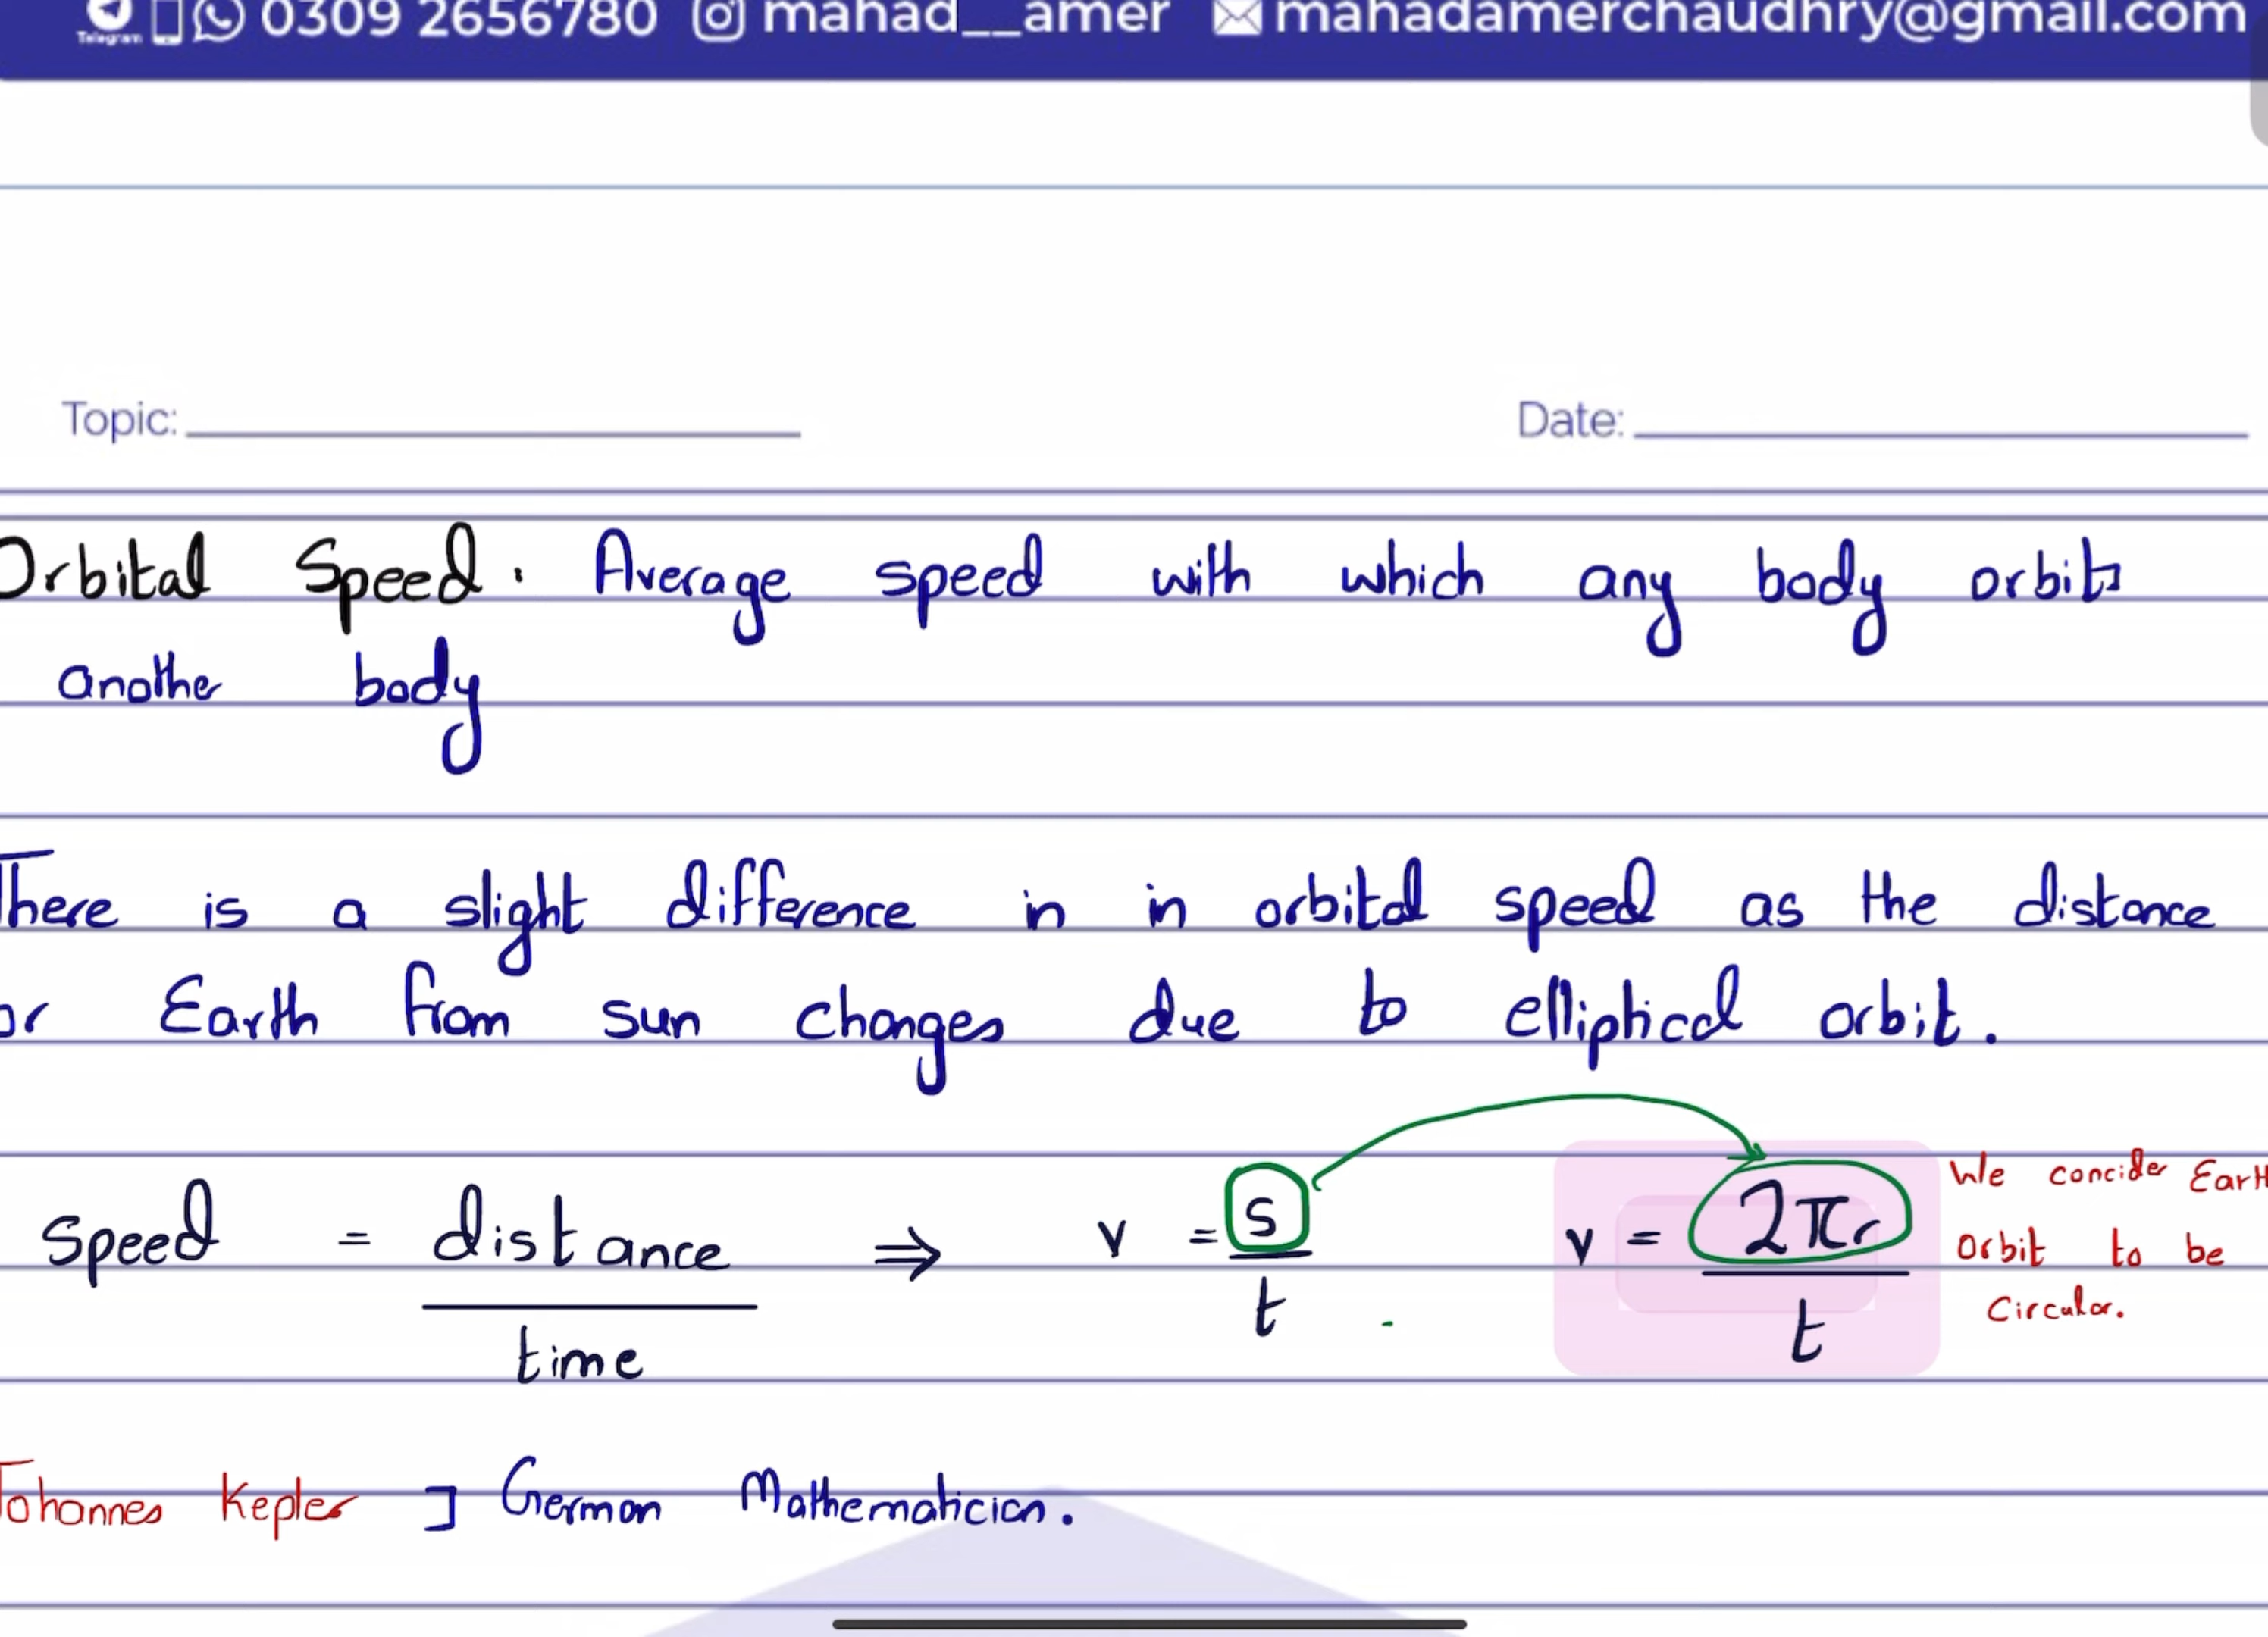 Telegram 0309 2656780 mahad__amer mahadamerchaudhry@gmail.com
Topic: Date:
Orbital Speed: Average speed with which any body orbits
another body
There is a slight difference in in orbital speed as the distance
or Earth from sun changes due to elliptical orbit.
Speed = distance / time ⇒ v = s / t v = 2πr / t
We concider Earth
orbit to be
Circular.
Johannes Kepler ] German Mathematician.